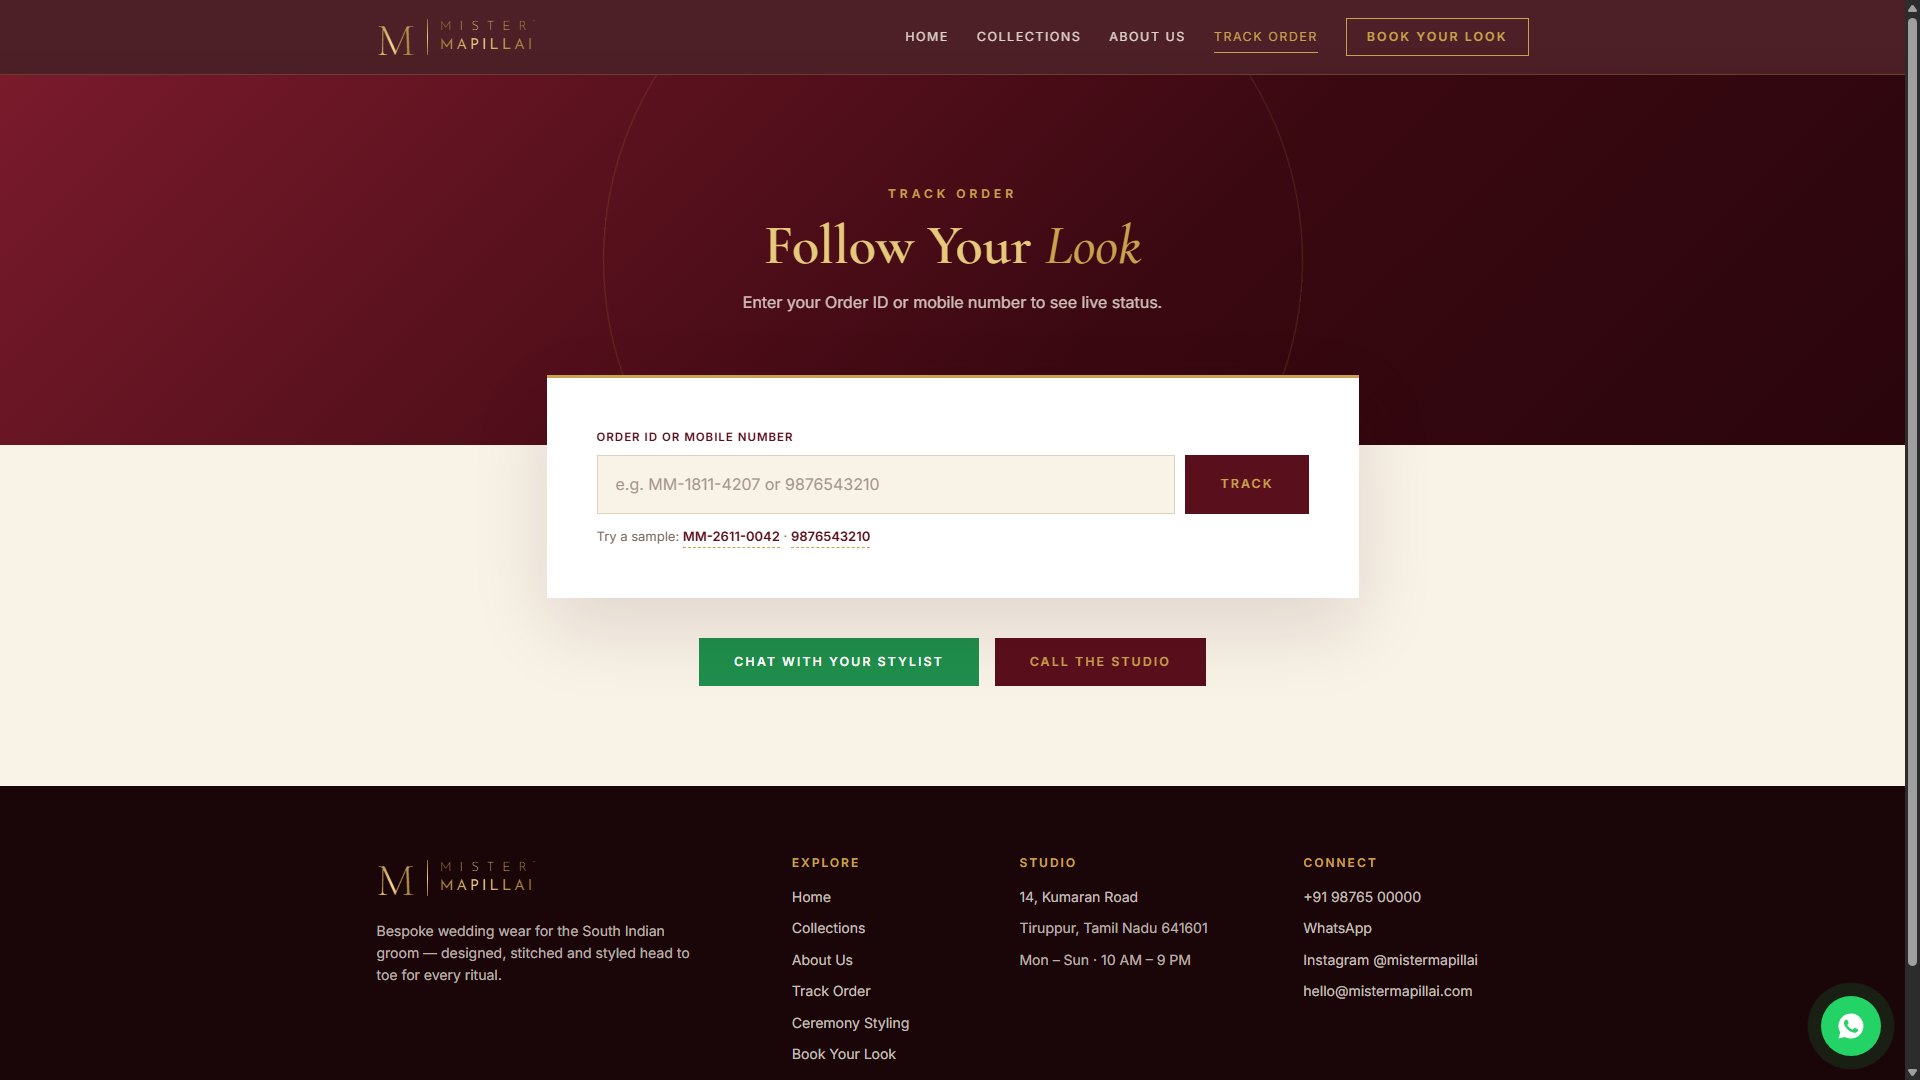 M | MISTER MAPILLAI
HOME
COLLECTIONS
ABOUT US
TRACK ORDER
BOOK YOUR LOOK
TRACK ORDER
Follow Your Look
Enter your Order ID or mobile number to see live status.
ORDER ID OR MOBILE NUMBER
e.g. MM-1811-4207 or 9876543210
TRACK
Try a sample: MM-2611-0042 · 9876543210
CHAT WITH YOUR STYLIST
CALL THE STUDIO
M | MISTER MAPILLAI
Bespoke wedding wear for the South Indian
groom — designed, stitched and styled head to
toe for every ritual.
EXPLORE
Home
Collections
About Us
Track Order
Ceremony Styling
Book Your Look
STUDIO
14, Kumaran Road
Tiruppur, Tamil Nadu 641601
Mon – Sun · 10 AM – 9 PM
CONNECT
+91 98765 00000
WhatsApp
Instagram @mistermapillai
hello@mistermapillai.com